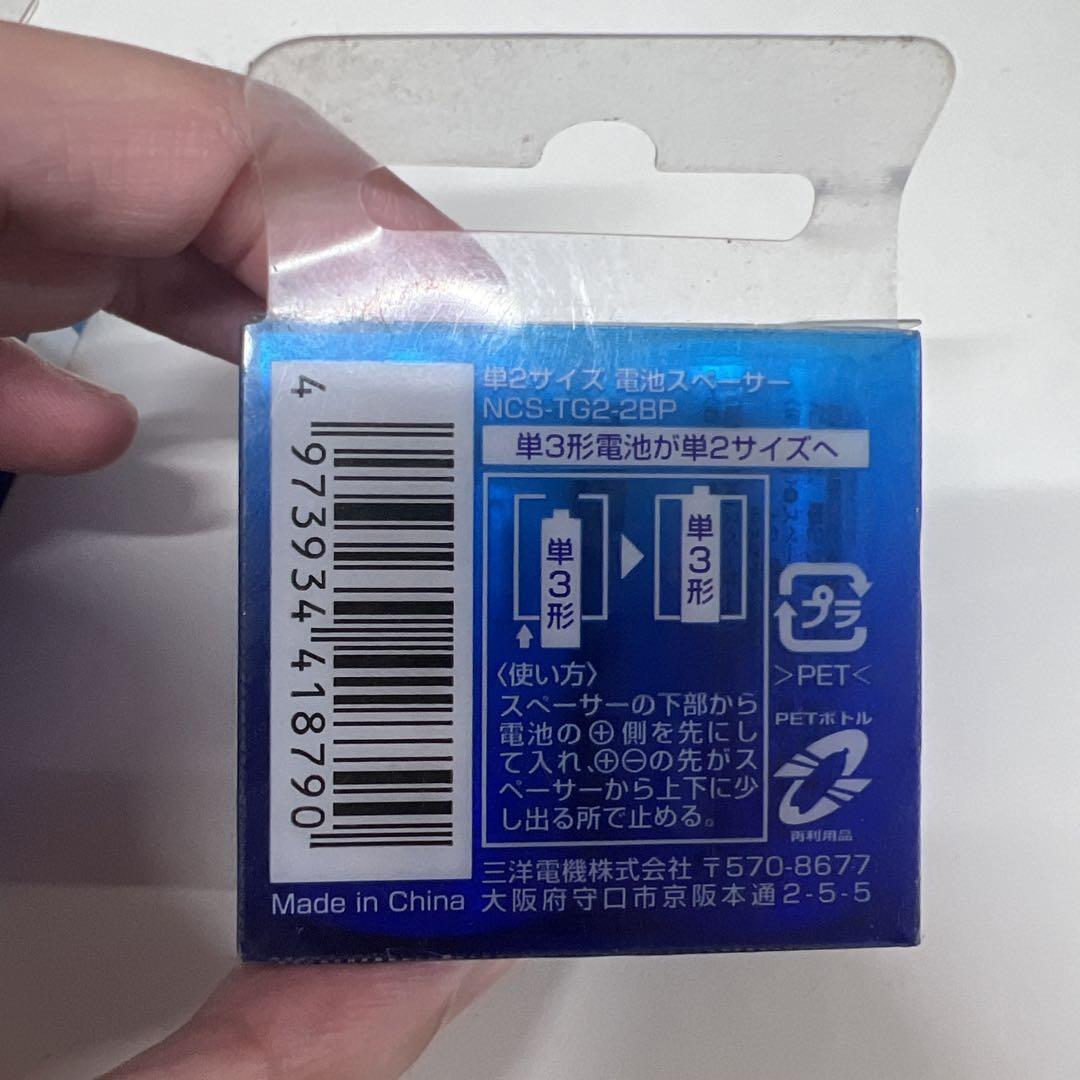 4 973934 418790
単2サイズ 電池スペーサー
NCS-TG2-2BP
単3形電池が単2サイズへ
単3形
単3形
〈使い方〉
スペーサーの下部から
電池の⊕側を先にし
て入れ、⊕⊖の先がス
ペーサーから上下に少
し出る所で止める。
プラ
>PET<
PETボトル
再利用品
三洋電機株式会社 〒570-8677
Made in China 大阪府守口市京阪本通2-5-5